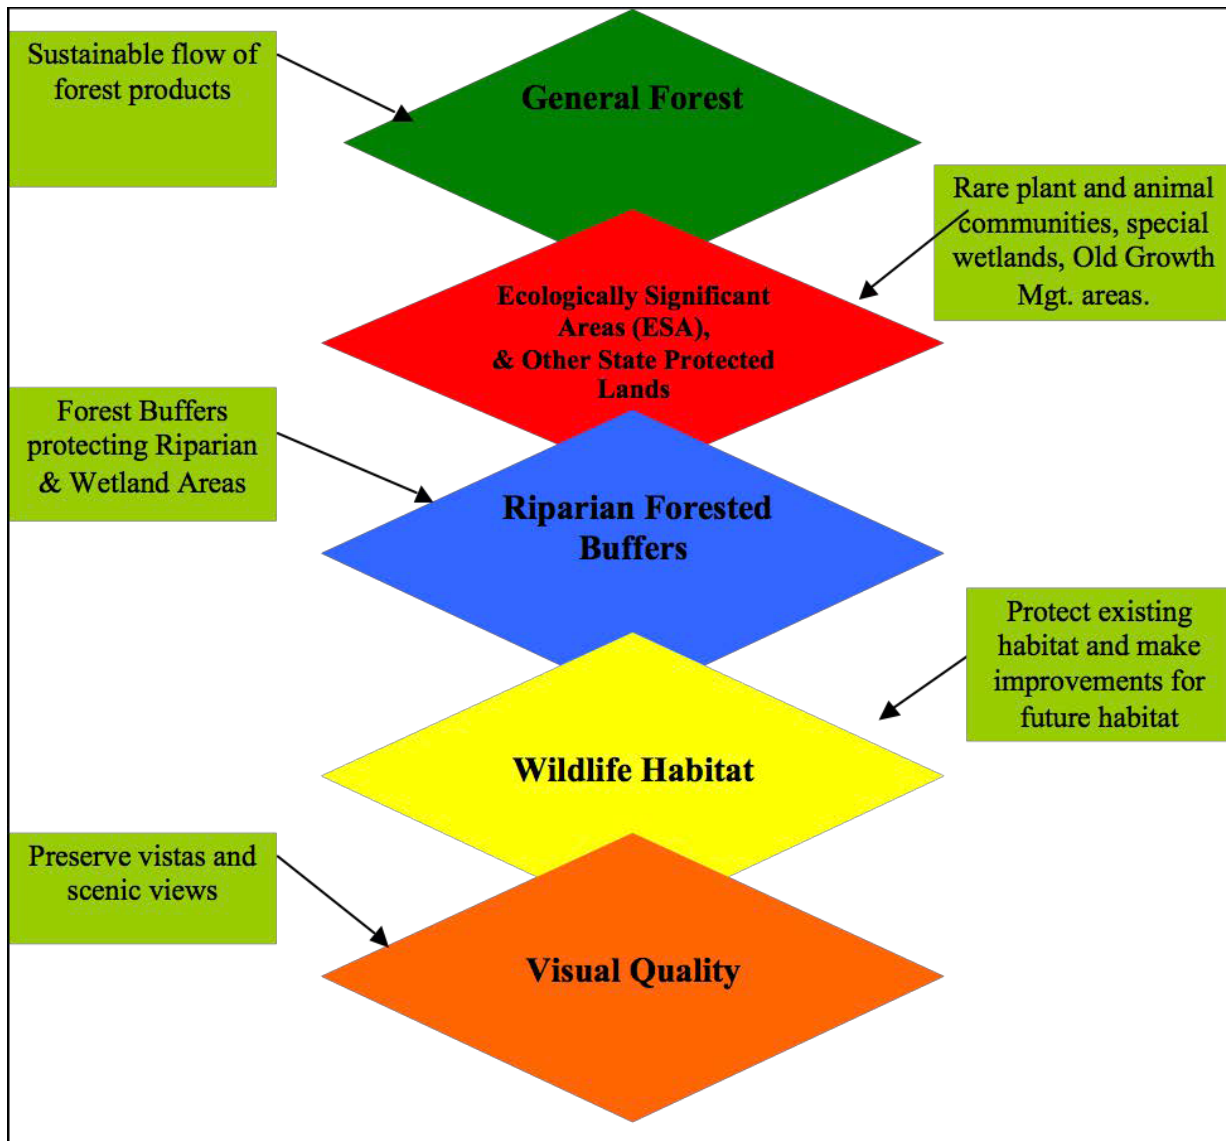 Sustainable flow of
forest products
General Forest
Rare plant and animal
communities, special
wetlands, Old Growth
Mgt. areas.
Ecologically Significant
Areas (ESA),
& Other State Protected
Lands
Forest Buffers
protecting Riparian
& Wetland Areas
Riparian Forested
Buffers
Protect existing
habitat and make
improvements for
future habitat
Wildlife Habitat
Preserve vistas and
scenic views
Visual Quality